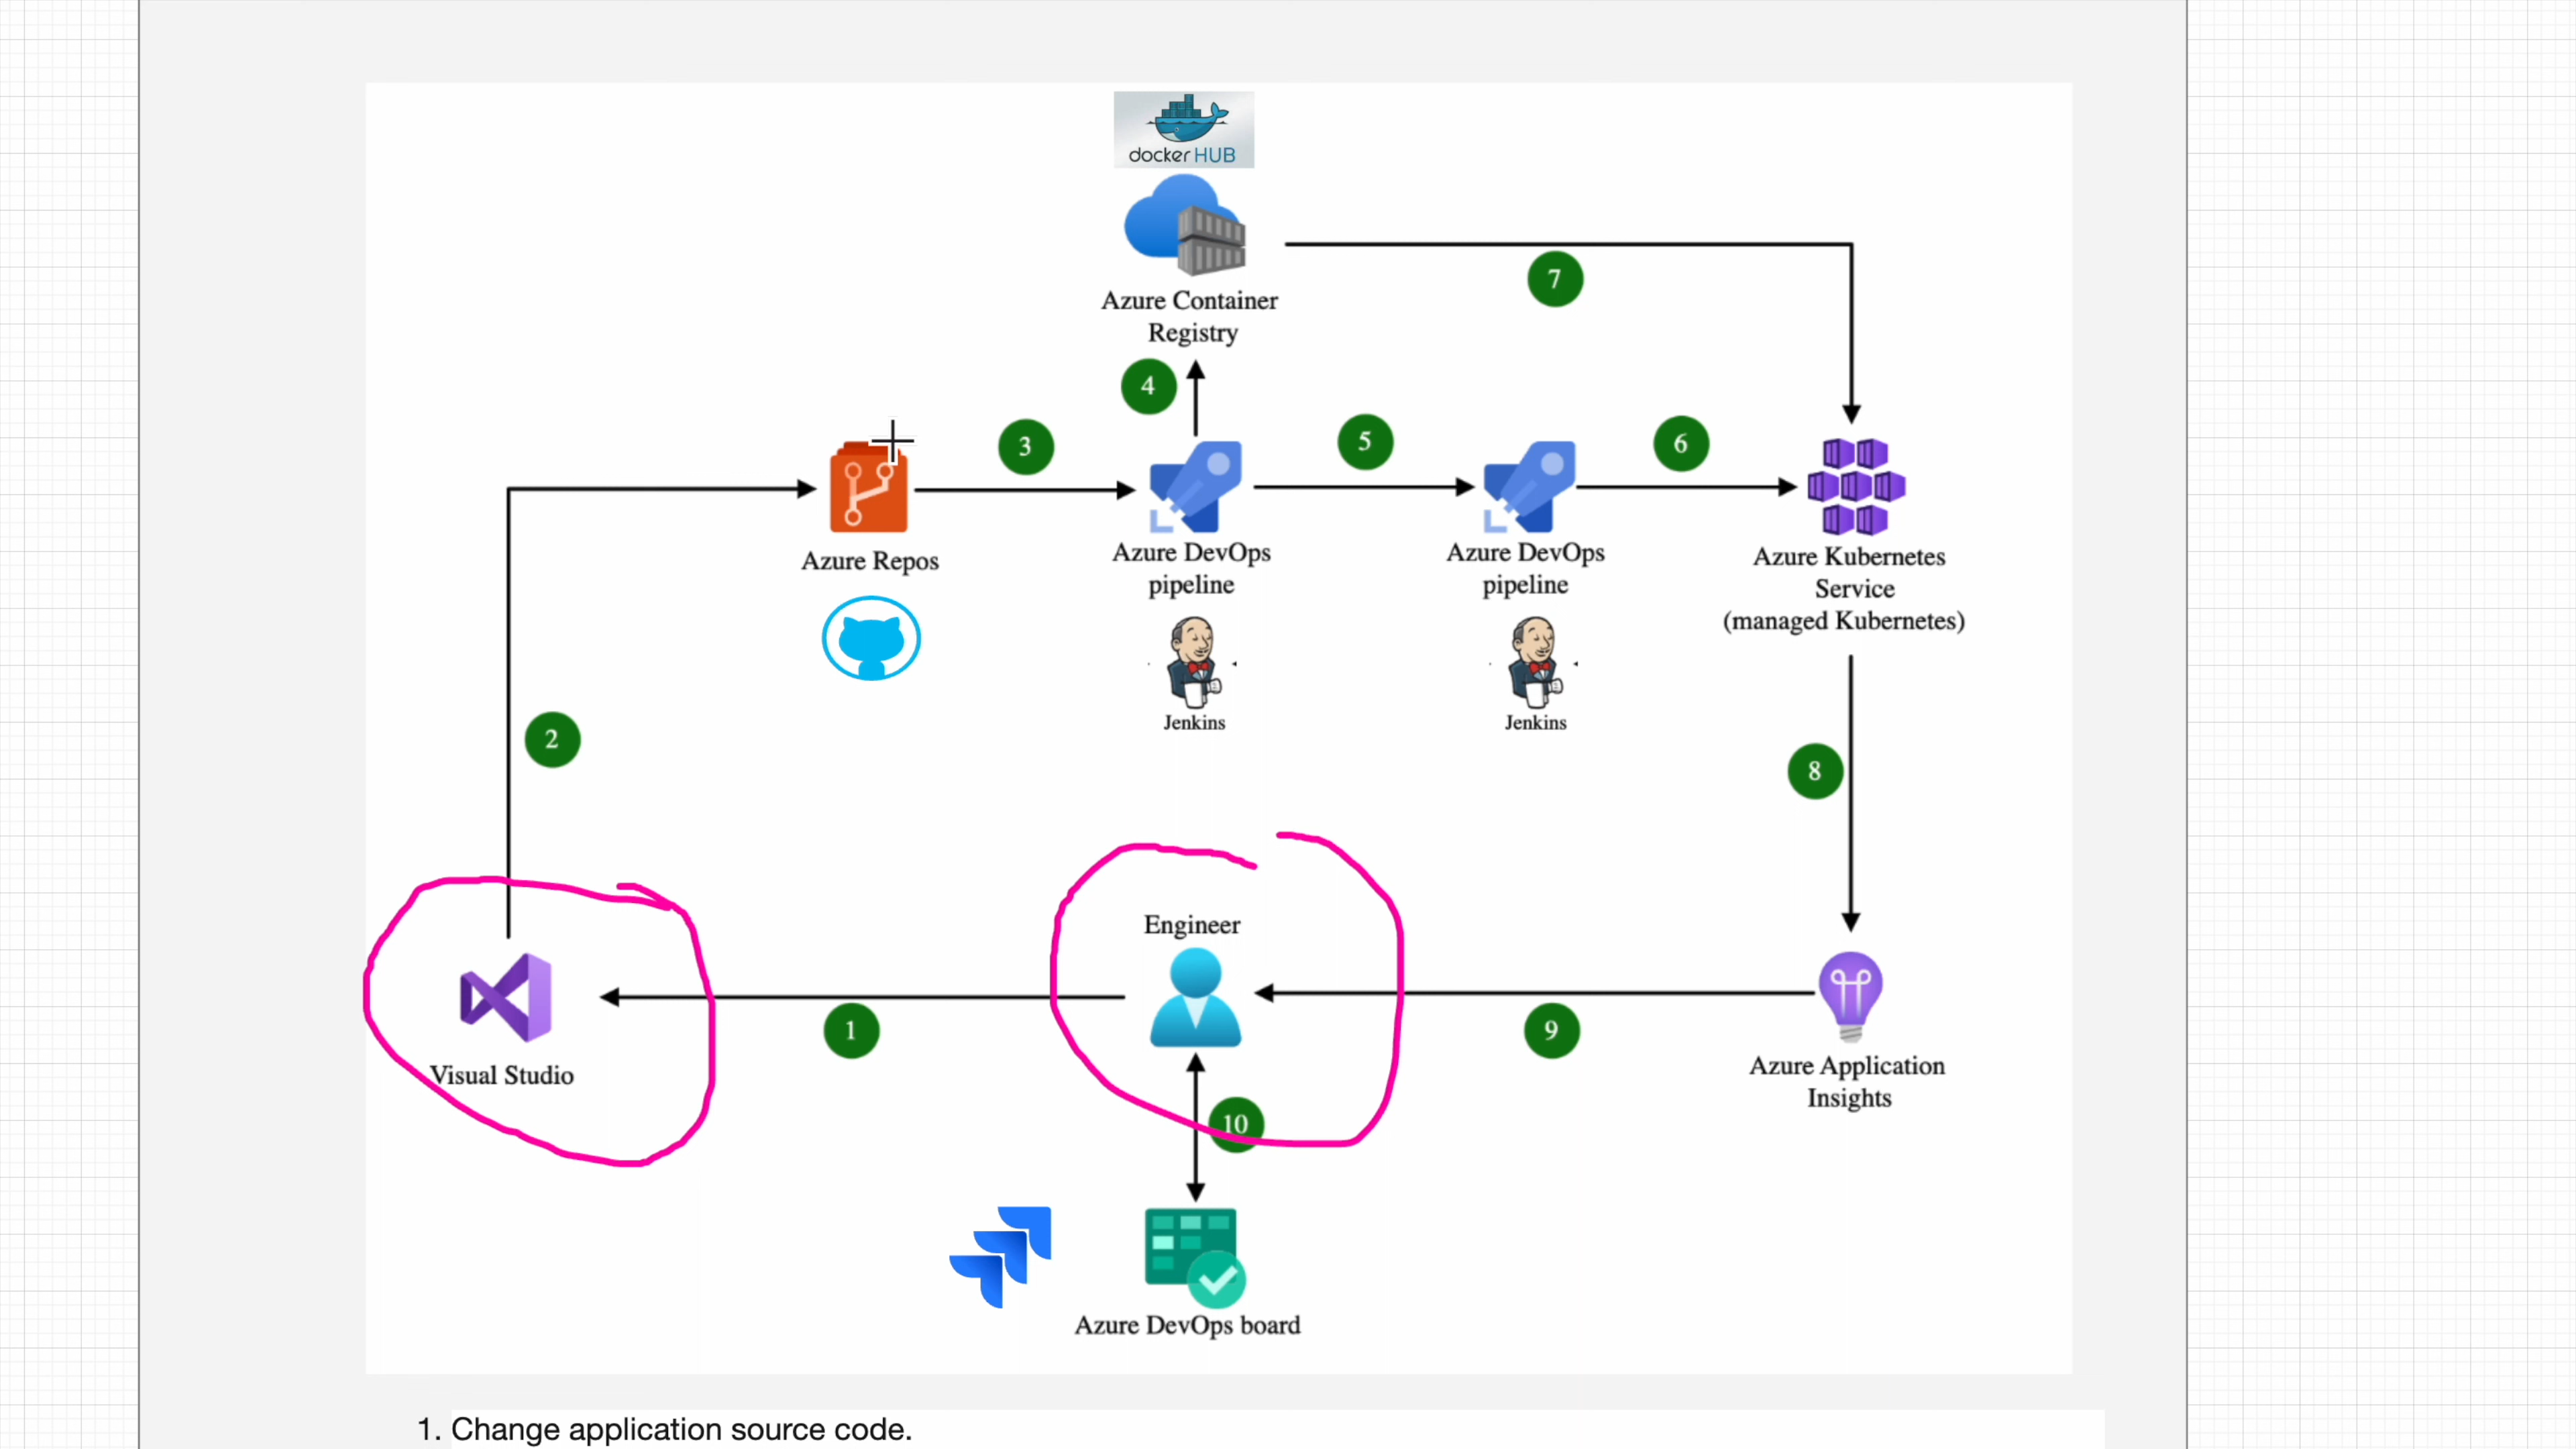 docker HUB
Azure Container
Registry
7
4
3
5
6
Azure Repos
Azure DevOps
pipeline
Azure DevOps
pipeline
Azure Kubernetes
Service
(managed Kubernetes)
Jenkins
Jenkins
2
8
Engineer
Visual Studio
1
9
Azure Application
Insights
10
Azure DevOps board
1. Change application source code.